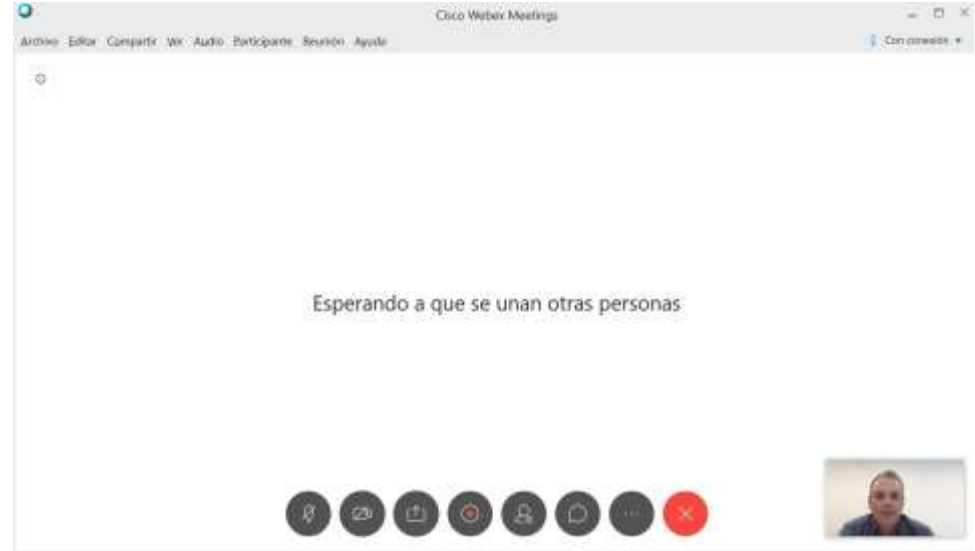 Cisco Webex Meetings
Archivo Editar Compartir Ver Audio Participante Reunión Ayuda
Con conexión
Esperando a que se unan otras personas